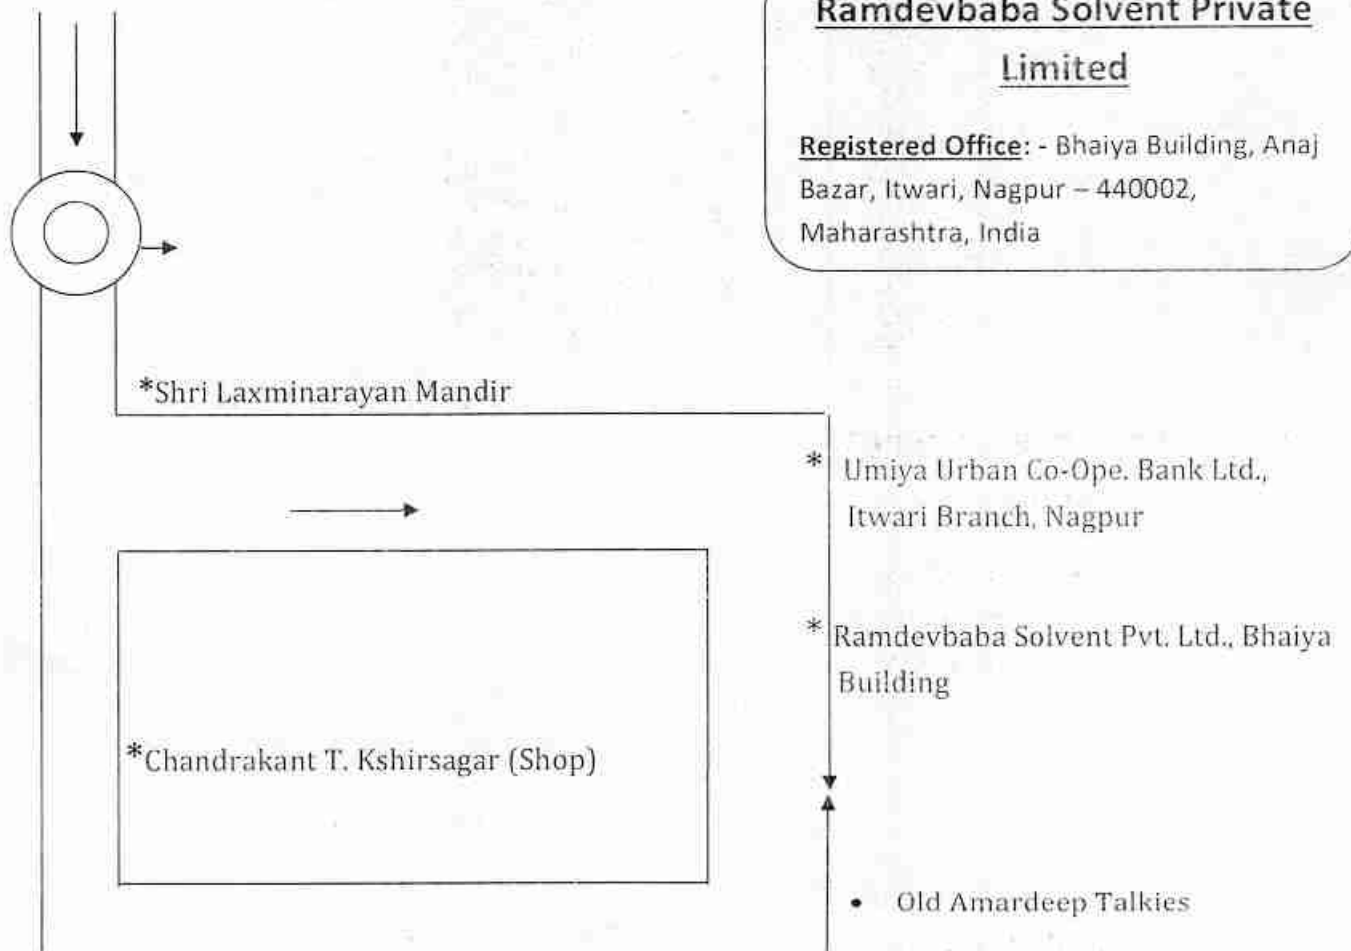 Ramdevbaba Solvent Private
Limited
Registered Office: - Bhaiya Building, Anaj
Bazar, Itwari, Nagpur – 440002,
Maharashtra, India
*Shri Laxminarayan Mandir
* Umiya Urban Co-Ope. Bank Ltd.,
Itwari Branch, Nagpur
* Ramdevbaba Solvent Pvt. Ltd., Bhaiya
Building
*Chandrakant T. Kshirsagar (Shop)
• Old Amardeep Talkies